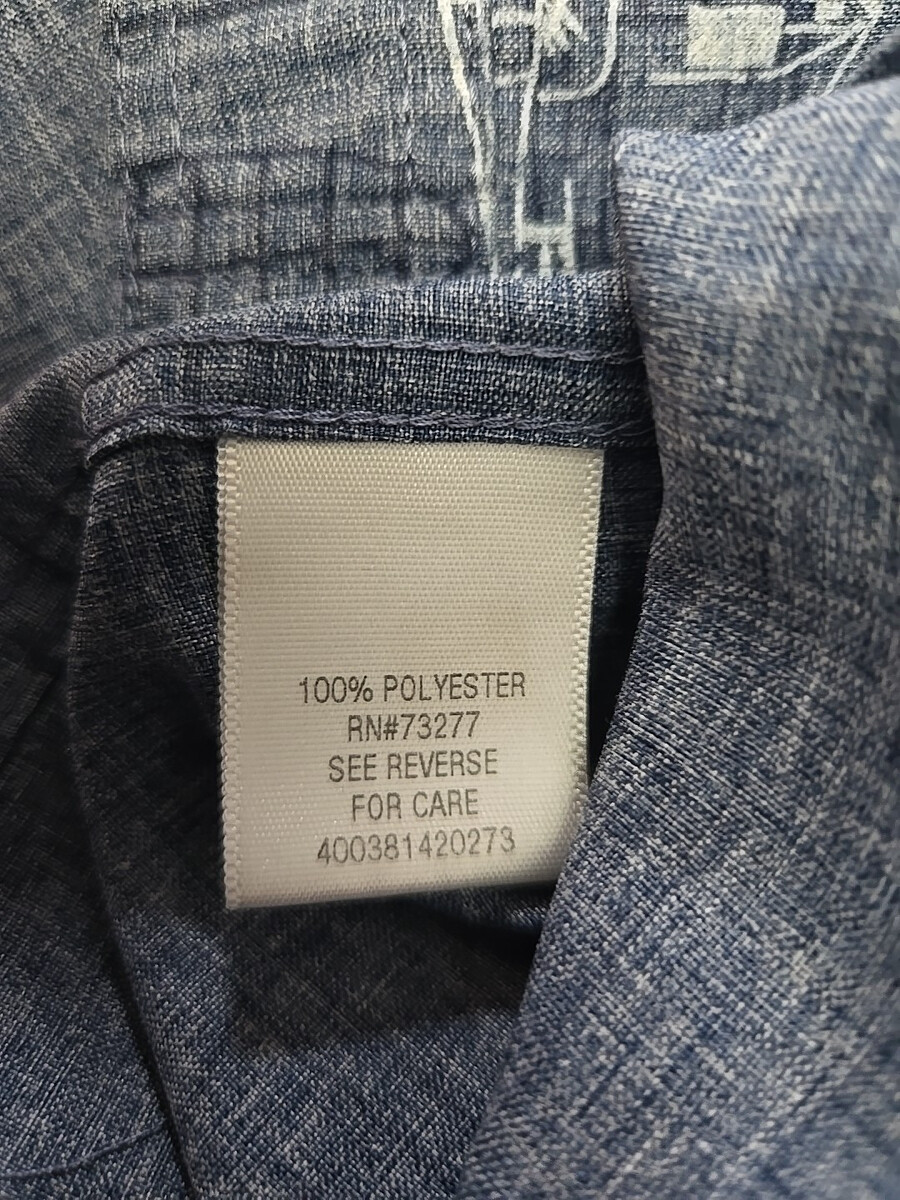 100% POLYESTER
RN#73277
SEE REVERSE
FOR CARE
400381420273